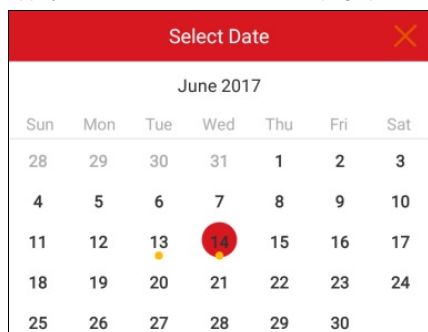 Select Date
June 2017
Sun Mon Tue Wed Thu Fri Sat
28 29 30 31 1 2 3
4 5 6 7 8 9 10
11 12 13 14 15 16 17
18 19 20 21 22 23 24
25 26 27 28 29 30